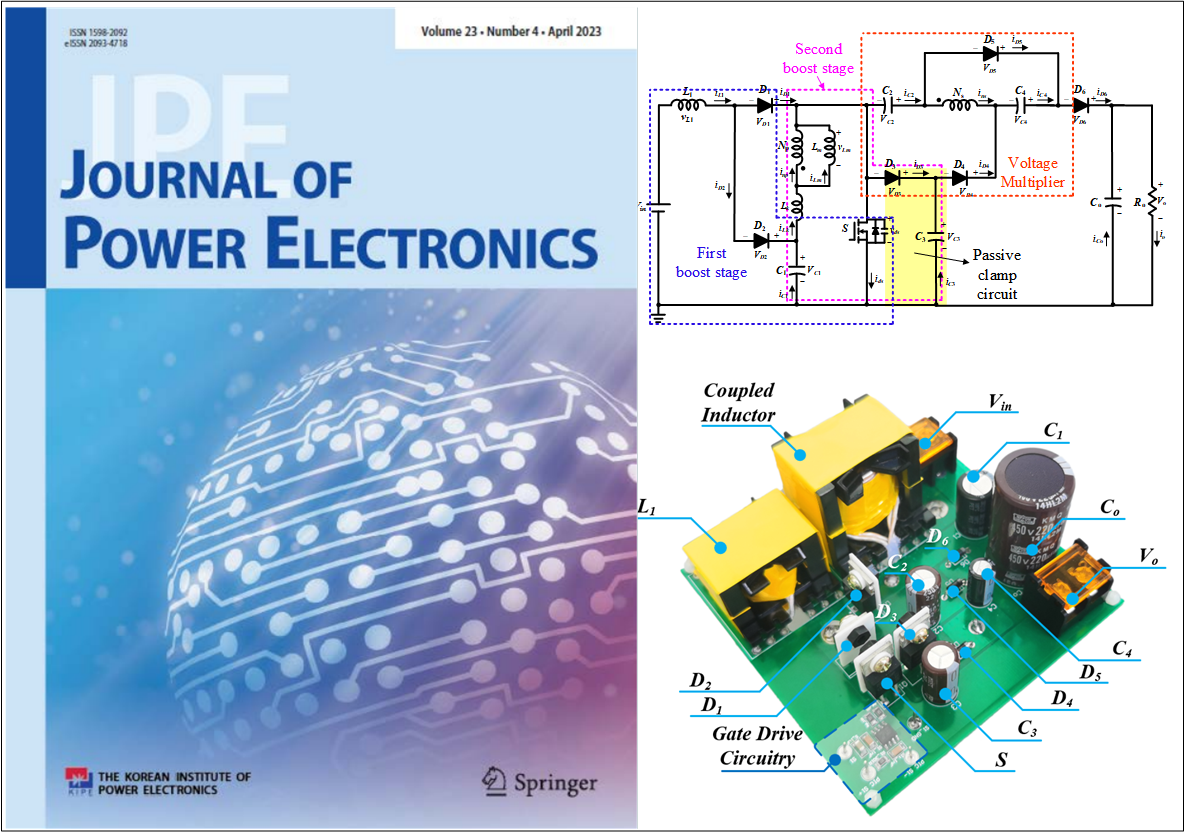 ISSN 1598-2092
eISSN 2093-4718
Volume 23 • Number 4 • April 2023
JPE
JOURNAL OF
POWER ELECTRONICS
KIPE
THE KOREAN INSTITUTE OF
POWER ELECTRONICS
Springer
Second
boost stage
D5
iD5
VD5
L1
iL1
vL1
D1
iD1
VD1
C2
iC2
VC2
Ns
C4
iC4
VC4
D6
iD6
VD6
Lm
vLm
iLm
iD2
D2
VD2
D3
iD3
VD3
D4
iD4
Voltage
Multiplier
S
C3
VC3
iC3
ids
C1
VC1
First
boost stage
Passive
clamp
circuit
Co
iCo
Ro
Vo
io
Coupled
Inductor
Vin
C1
L1
Co
D6
C2
Vo
D3
450V220
450V220
C4
D2
D5
D1
D4
Gate Drive
Circuitry
C3
S